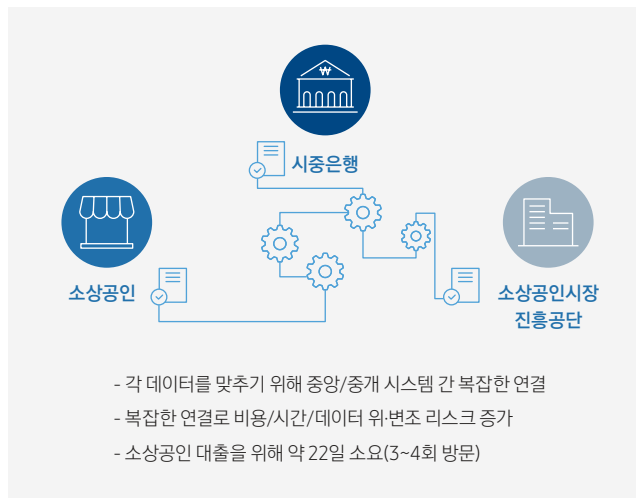 ₩
시중은행
소상공인
소상공인시장
진흥공단
- 각 데이터를 맞추기 위해 중앙/중개 시스템 간 복잡한 연결
- 복잡한 연결로 비용/시간/데이터 위·변조 리스크 증가
- 소상공인 대출을 위해 약 22일 소요(3~4회 방문)